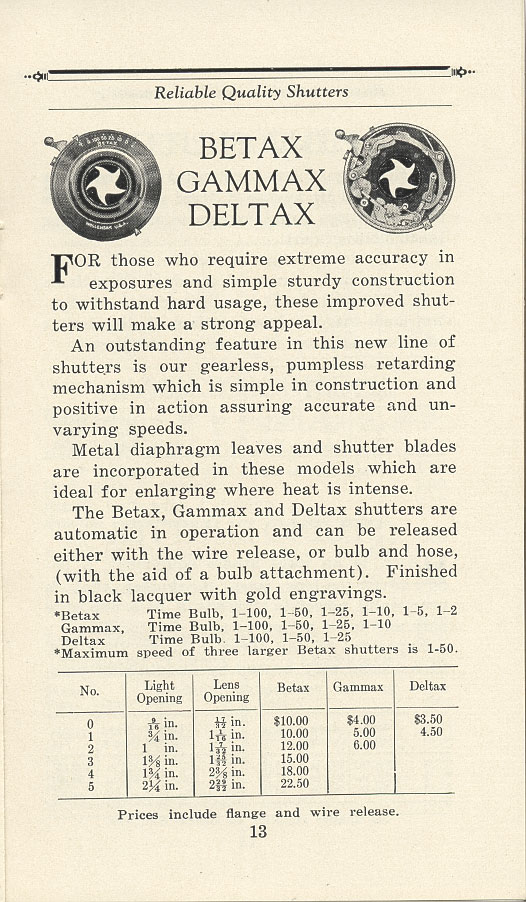 Reliable Quality Shutters
BETAX
GAMMAX
DELTAX
BETAX
WOLLENSAK U.S.A.
FOR those who require extreme accuracy in
exposures and simple sturdy construction
to withstand hard usage, these improved shut-
ters will make a strong appeal.
An outstanding feature in this new line of
shutters is our gearless, pumpless retarding
mechanism which is simple in construction and
positive in action assuring accurate and un-
varying speeds.
Metal diaphragm leaves and shutter blades
are incorporated in these models which are
ideal for enlarging where heat is intense.
The Betax, Gammax and Deltax shutters are
automatic in operation and can be released
either with the wire release, or bulb and hose,
(with the aid of a bulb attachment). Finished
in black lacquer with gold engravings.
*Betax Time Bulb, 1-100, 1-50, 1-25, 1-10, 1-5, 1-2
Gammax, Time Bulb, 1-100, 1-50, 1-25, 1-10
Deltax Time Bulb. 1-100, 1-50, 1-25
*Maximum speed of three larger Betax shutters is 1-50.
No. Light Opening Lens Opening Betax Gammax Deltax
0 9/16 in. 17/32 in. $10.00 $4.00 $3.50
1 3/4 in. 1 1/16 in. 10.00 5.00 4.50
2 1 in. 1 7/32 in. 12.00 6.00
3 1 3/8 in. in. 15.00
4 1 3/4 in. 2 3/8 in. 18.00
5 2 1/4 in. in. 22.50
Prices include flange and wire release.
13